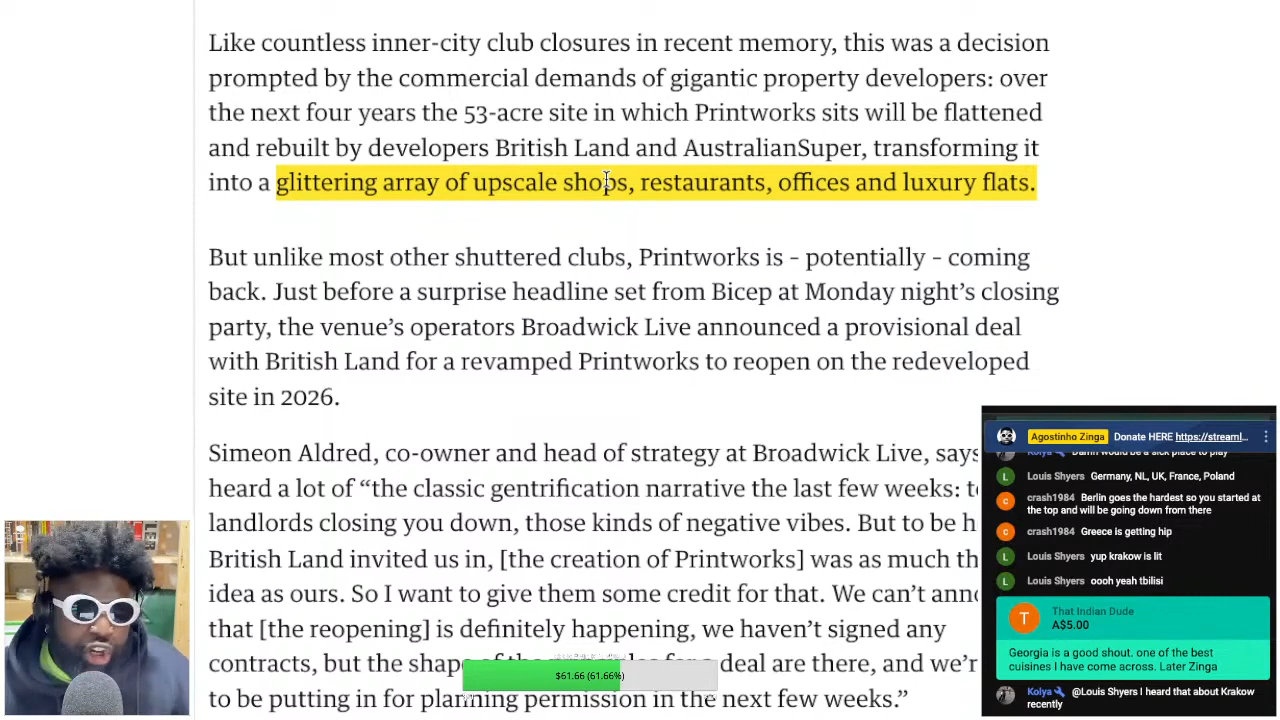 Like countless inner-city club closures in recent memory, this was a decision
prompted by the commercial demands of gigantic property developers: over
the next four years the 53-acre site in which Printworks sits will be flattened
and rebuilt by developers British Land and AustralianSuper, transforming it
into a glittering array of upscale shops, restaurants, offices and luxury flats.
But unlike most other shuttered clubs, Printworks is – potentially – coming
back. Just before a surprise headline set from Bicep at Monday night’s closing
party, the venue’s operators Broadwick Live announced a provisional deal
with British Land for a revamped Printworks to reopen on the redeveloped
site in 2026.
Simeon Aldred, co-owner and head of strategy at Broadwick Live, says
heard a lot of “the classic gentrification narrative the last few weeks:
landlords closing you down, those kinds of negative vibes. But to be h
British Land invited us in, [the creation of Printworks] was as much th
idea as ours. So I want to give them some credit for that. We can’t ann
that [the reopening] is definitely happening, we haven’t signed any
contracts, but the shape of the deal are there, and we’r
to be putting in for planning permission in the next few weeks.”
$61.66 (61.66%)
Agostinho Zinga Donate HERE https://streaml...
Kolya Damn would be a sick place to play
Louis Shyers Germany, NL, UK, France, Poland
crash1984 Berlin goes the hardest so you started
at the top and will be going down from there
crash1984 Greece is getting hip
Louis Shyers yup krakow is lit
Louis Shyers oooh yeah tbilisi
T That Indian Dude
A$5.00
Georgia is a good shout. one of the best
cuisines I have come across. Later Zinga
Kolya @Louis Shyers I heard that about Krakow
recently